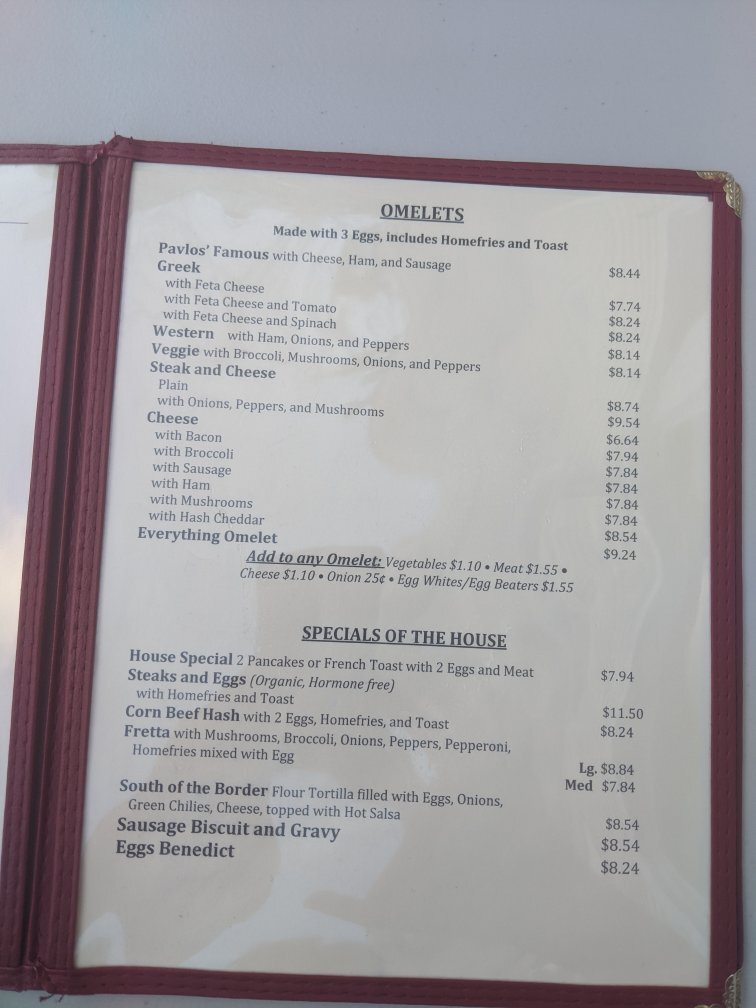 OMELETS
Made with 3 Eggs, includes Homefries and Toast
Pavlos' Famous with Cheese, Ham, and Sausage $8.44
Greek
with Feta Cheese $7.74
with Feta Cheese and Tomato $8.24
with Feta Cheese and Spinach $8.24
Western with Ham, Onions, and Peppers $8.14
Veggie with Broccoli, Mushrooms, Onions, and Peppers $8.14
Steak and Cheese
Plain $8.74
with Onions, Peppers, and Mushrooms $9.54
Cheese $6.64
with Bacon $7.94
with Broccoli $7.84
with Sausage $7.84
with Ham $7.84
with Mushrooms $7.84
with Hash Cheddar $8.54
Everything Omelet $9.24
Add to any Omelet: Vegetables $1.10 • Meat $1.55 •
Cheese $1.10 • Onion 25¢ • Egg Whites/Egg Beaters $1.55
SPECIALS OF THE HOUSE
House Special 2 Pancakes or French Toast with 2 Eggs and Meat $7.94
Steaks and Eggs (Organic, Hormone free)
with Homefries and Toast $11.50
Corn Beef Hash with 2 Eggs, Homefries, and Toast $8.24
Fretta with Mushrooms, Broccoli, Onions, Peppers, Pepperoni,
Homefries mixed with Egg Lg. $8.84
Med $7.84
South of the Border Flour Tortilla filled with Eggs, Onions,
Green Chilies, Cheese, topped with Hot Salsa $8.54
Sausage Biscuit and Gravy $8.54
Eggs Benedict $8.24